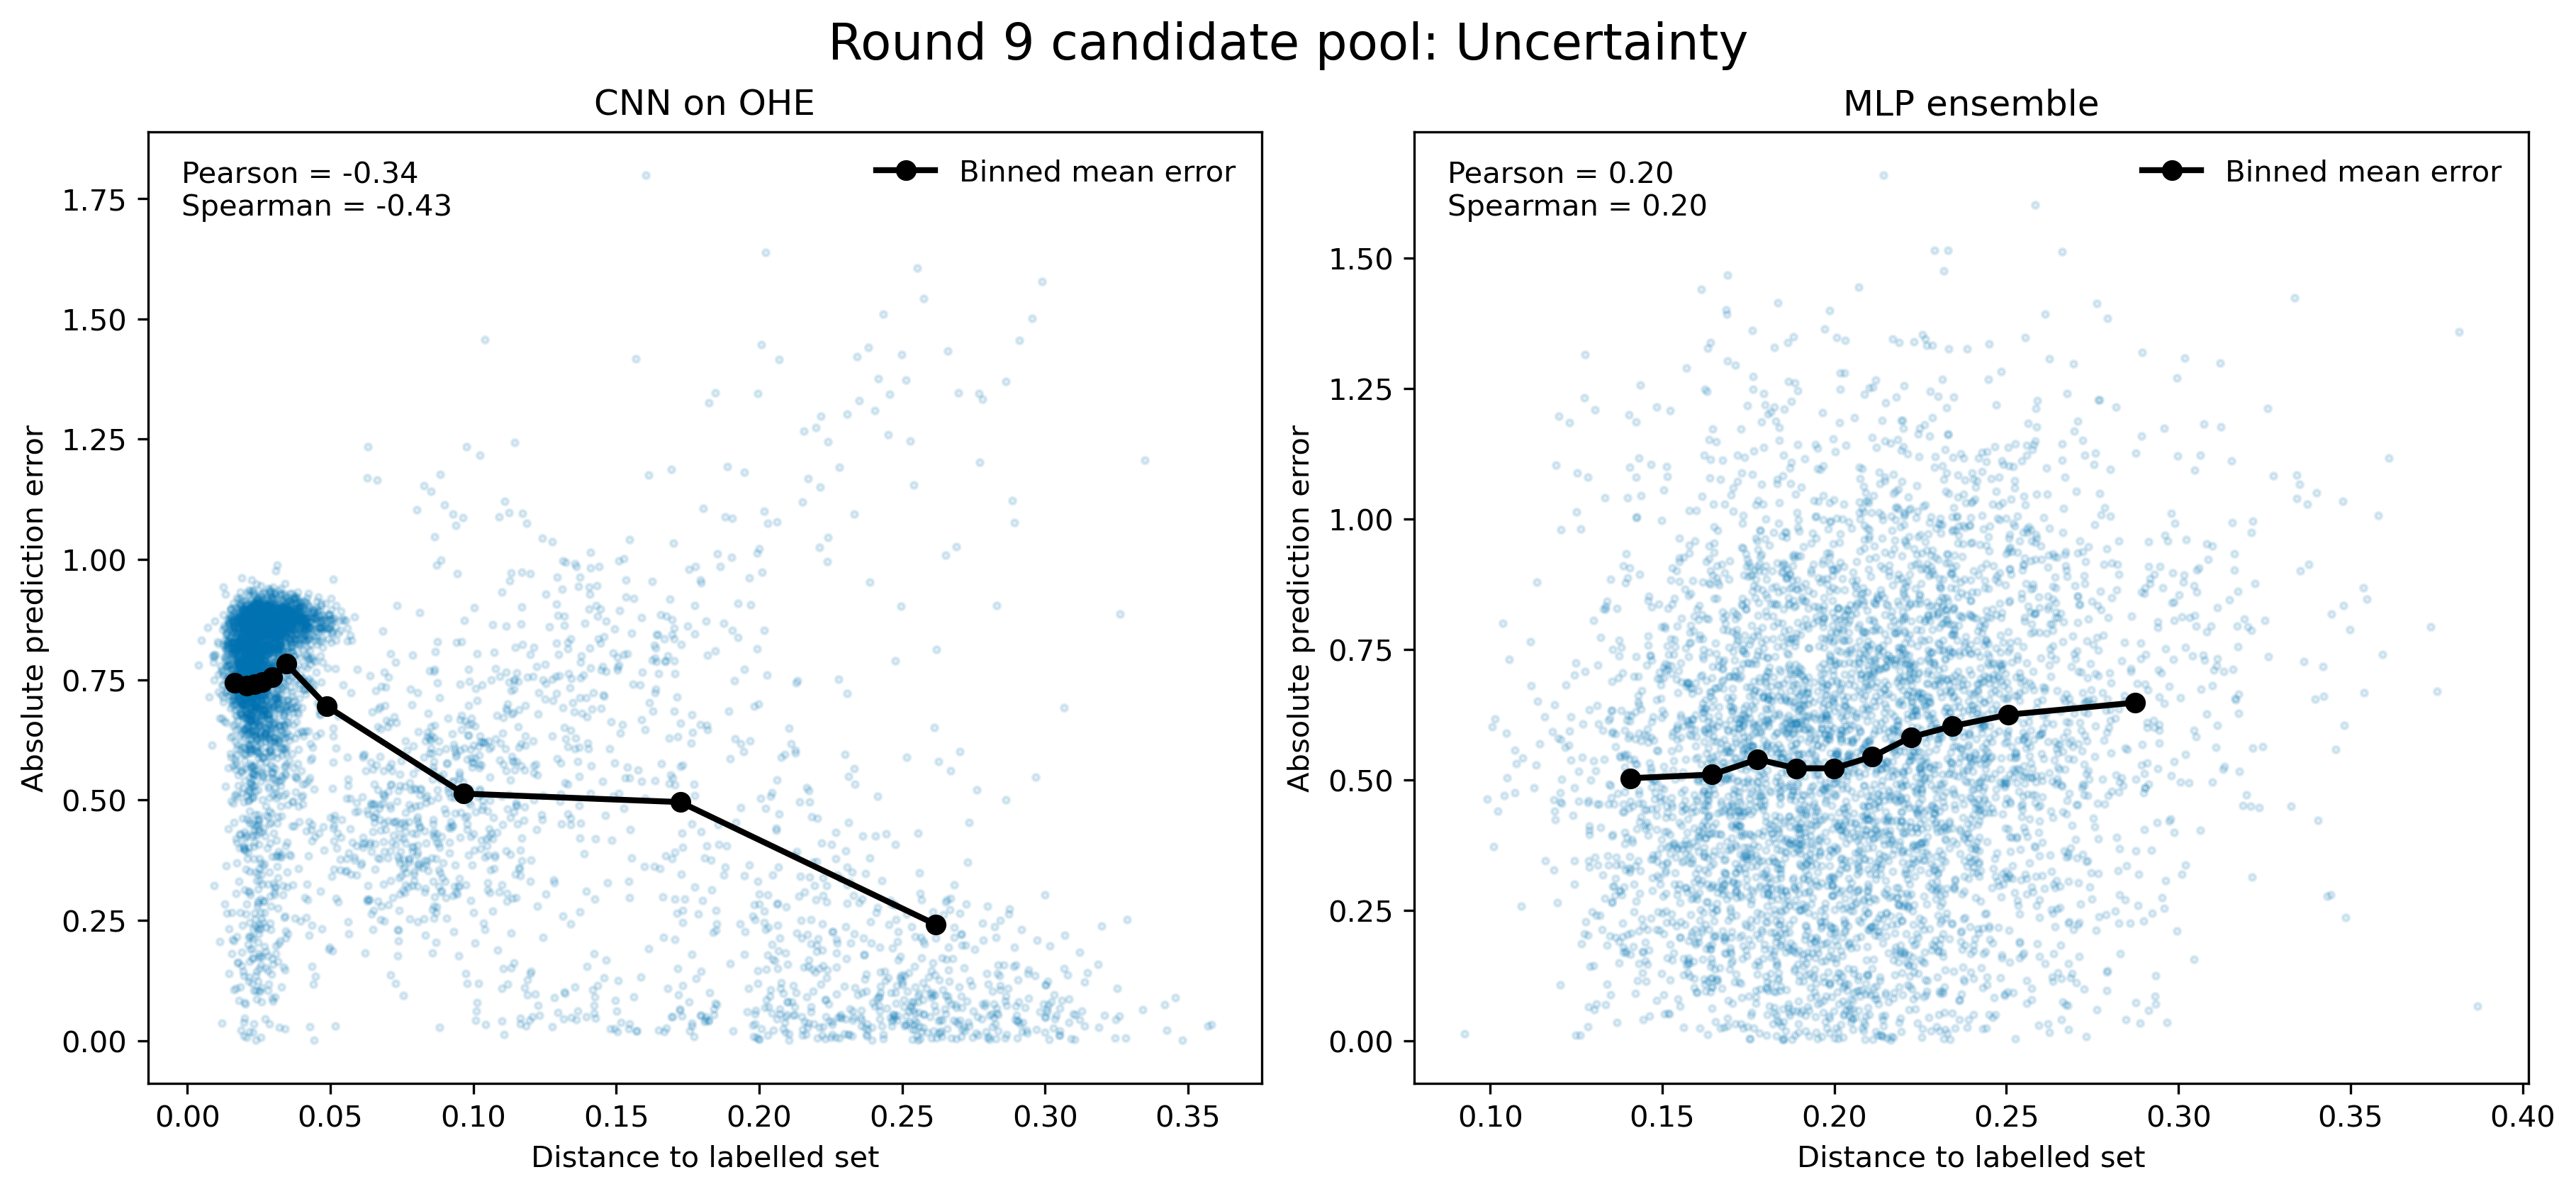 Round 9 candidate pool: Uncertainty
CNN on OHE
Pearson = -0.34
Spearman = -0.43
Binned mean error
1.75
1.50
1.25
1.00
0.75
0.50
0.25
0.00
Absolute prediction error
0.00 0.05 0.10 0.15 0.20 0.25 0.30 0.35
Distance to labelled set
MLP ensemble
Pearson = 0.20
Spearman = 0.20
Binned mean error
1.50
1.25
1.00
0.75
0.50
0.25
0.00
Absolute prediction error
0.10 0.15 0.20 0.25 0.30 0.35 0.40
Distance to labelled set